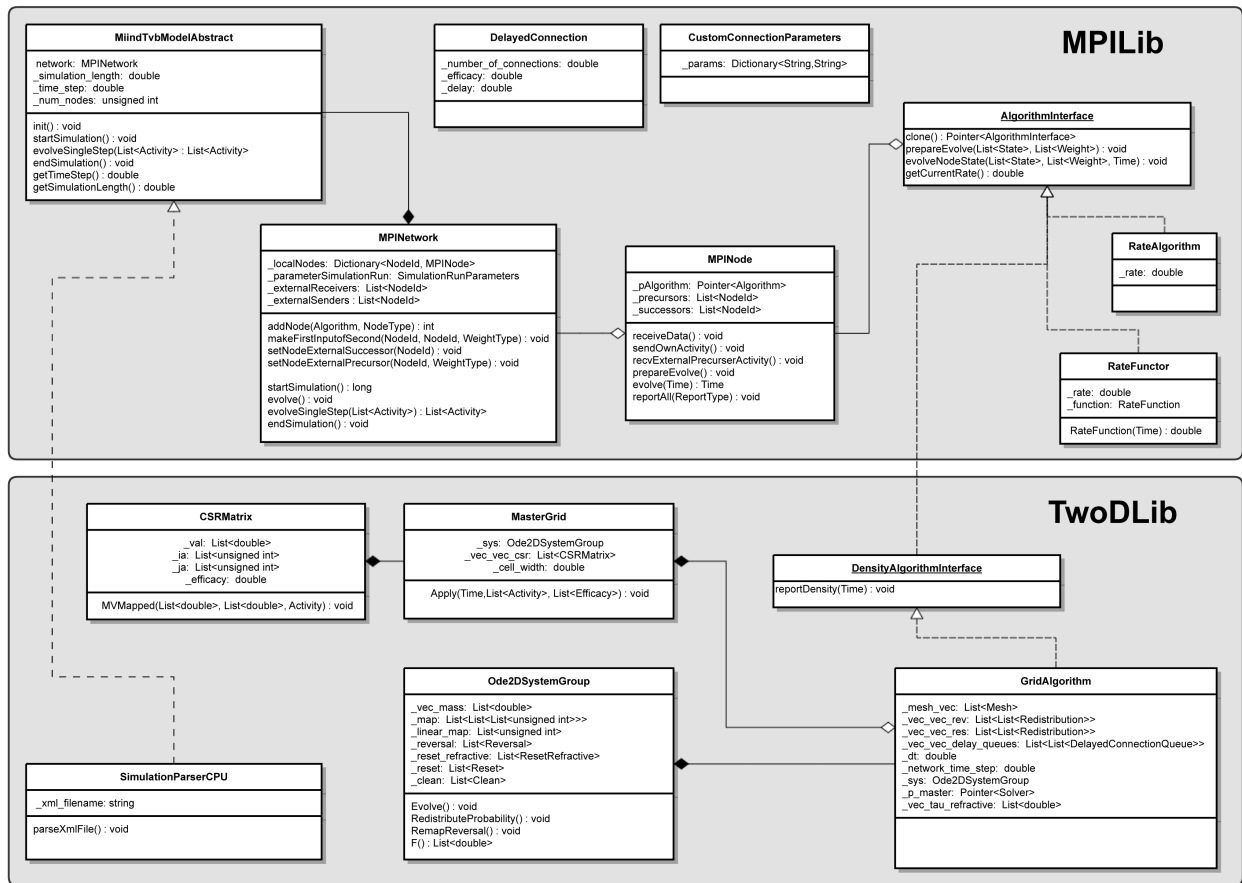 MPILib
MiindTvbModelAbstract
network: MPINetwork
_simulation_length: double
_time_step: double
_num_nodes: unsigned int
init() : void
startSimulation() : void
evolveSingleStep(List<Activity> : List<Activity>
endSimulation() : void
getTimeStep() : double
getSimulationLength() : double
DelayedConnection
_number_of_connections: double
_efficacy: double
_delay: double
CustomConnectionParameters
_params: Dictionary<String,String>
AlgorithmInterface
clone() : Pointer<AlgorithmInterface>
prepareEvolve(List<State>, List<Weight>) : void
evolveNodeState(List<State>, List<Weight>, Time) : void
getCurrentRate() : double
MPINetwork
_localNodes: Dictionary<NodeId, MPINode>
_parameterSimulationRun: SimulationRunParameters
_externalReceivers: List<NodeId>
_externalSenders : List<NodeId>
addNode(Algorithm, NodeType) : int
makeFirstInputofSecond(NodeId, NodeId, WeightType) : void
setNodeExternalSuccessor(NodeId) : void
setNodeExternalPrecursor(NodeId, WeightType) : void
startSimulation() : long
evolve() : void
evolveSingleStep(List<Activity>) : List<Activity>
endSimulation() : void
MPINode
_pAlgorithm: Pointer<Algorithm>
_precursors: List<NodeId>
_successors: List<NodeId>
receiveData() : void
sendOwnActivity() : void
recvExternalPrecurserActivity() : void
prepareEvolve() : void
evolve(Time) : Time
reportAll(ReportType) : void
RateAlgorithm
_rate: double
RateFunctor
_rate: double
_function: RateFunction
RateFunction(Time) : double
TwoDLib
CSRMatrix
_val: List<double>
_ia: List<unsigned int>
_ja: List<unsigned int>
_efficacy: double
MVMapped(List<double>, List<double>, Activity) : void
MasterGrid
_sys: Ode2DSystemGroup
_vec_vec_csr: List<CSRMatrix>
_cell_width: double
Apply(Time,List<Activity>, List<Efficacy>) : void
DensityAlgorithmInterface
reportDensity(Time) : void
Ode2DSystemGroup
_vec_mass: List<double>
_map: List<List<List<unsigned int>>>
_linear_map: List<unsigned int>
_reversal: List<Reversal>
_reset_refractive: List<ResetRefractive>
_reset: List<Reset>
_clean: List<Clean>
Evolve() : void
RedistributeProbability() : void
RemapReversal() : void
F() : List<double>
GridAlgorithm
_mesh_vec: List<Mesh>
_vec_vec_rev: List<List<Redistribution>>
_vec_vec_res: List<List<Redistribution>>
_vec_vec_delay_queues: List<List<DelayedConnectionQueue>>
_dt: double
_network_time_step: double
_sys: Ode2DSystemGroup
_p_master: Pointer<Solver>
_vec_tau_refractive: List<double>
SimulationParserCPU
_xml_filename: string
parseXmlFile() : void